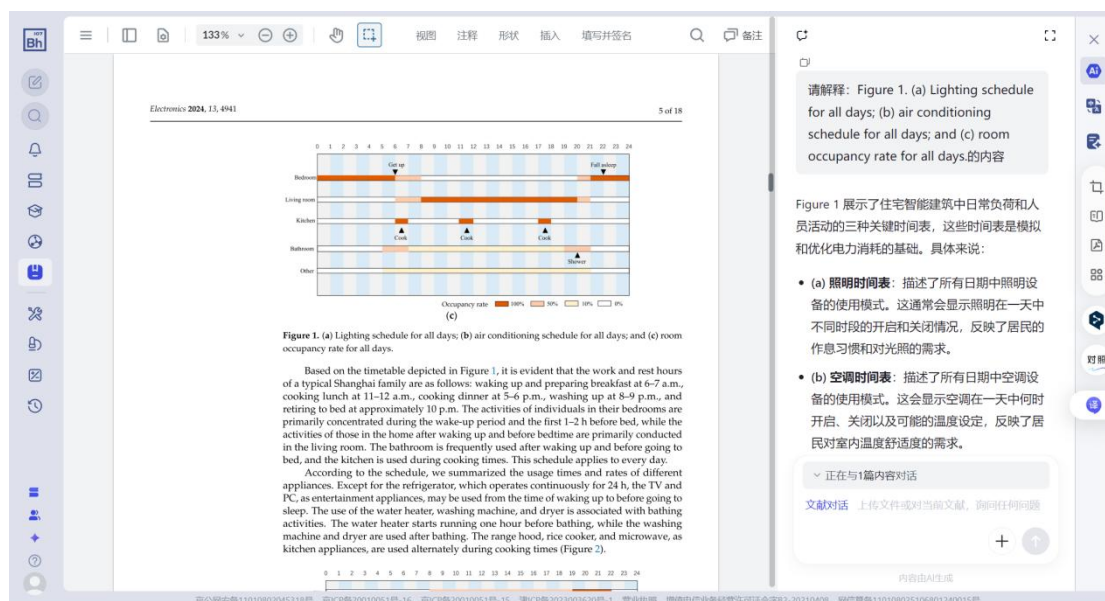 Bh
133%
视图 注释 形状 插入 填写并签名
备注
Electronics 2024, 13, 4941
5 of 18
0 1 2 3 4 5 6 7 8 9 10 11 12 13 14 15 16 17 18 19 20 21 22 23 24
Get up
Fall asleep
Bedroom
Living room
Kitchen
Cook
Cook
Cook
Bathroom
Shower
Other
Occupancy rate 100% 50% 10% 0%
(c)
Figure 1. (a) Lighting schedule for all days; (b) air conditioning schedule for all days; and (c) room
occupancy rate for all days.
Based on the timetable depicted in Figure 1, it is evident that the work and rest hours
of a typical Shanghai family are as follows: waking up and preparing breakfast at 6–7 a.m.,
cooking lunch at 11–12 a.m., cooking dinner at 5–6 p.m., washing up at 8–9 p.m., and
retiring to bed at approximately 10 p.m. The activities of individuals in their bedrooms are
primarily concentrated during the wake-up period and the first 1–2 h before bed, while the
activities of those in the home after waking up and before bedtime are primarily conducted
in the living room. The bathroom is frequently used after waking up and before going to
bed, and the kitchen is used during cooking times. This schedule applies to every day.
According to the schedule, we summarized the usage times and rates of different
appliances. Except for the refrigerator, which operates continuously for 24 h, the TV and
PC, as entertainment appliances, may be used from the time of waking up to before going to
sleep. The use of the water heater, washing machine, and dryer is associated with bathing
activities. The water heater starts running one hour before bathing, while the washing
machine and dryer are used after bathing. The range hood, rice cooker, and microwave, as
kitchen appliances, are used alternately during cooking times (Figure 2).
0 1 2 3 4 5 6 7 8 9 10 11 12 13 14 15 16 17 18 19 20 21 22 23 24
请解释：Figure 1. (a) Lighting schedule
for all days; (b) air conditioning
schedule for all days; and (c) room
occupancy rate for all days.的内容
Figure 1 展示了住宅智能建筑中日常负荷和人
员活动的三种关键时间表，这些时间表是模拟
和优化电力消耗的基础。具体来说：
• (a) 照明时间表：描述了所有日期中照明设
备的使用模式。这通常会显示照明在一天中
不同时段的开启和关闭情况，反映了居民的
作息习惯和对光照的需求。
• (b) 空调时间表：描述了所有日期中空调设
备的使用模式。这会显示空调在一天中何时
开启、关闭以及可能的温度设定，反映了居
民对室内温度舒适度的需求。
正在与1篇内容对话
文献对话 上传文件或对当前文献，询问任何问题
内容由AI生成
Ai
对照
译